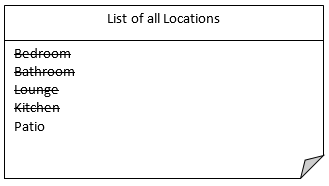 List of all Locations
Bedroom
Bathroom
Lounge
Kitchen
Patio